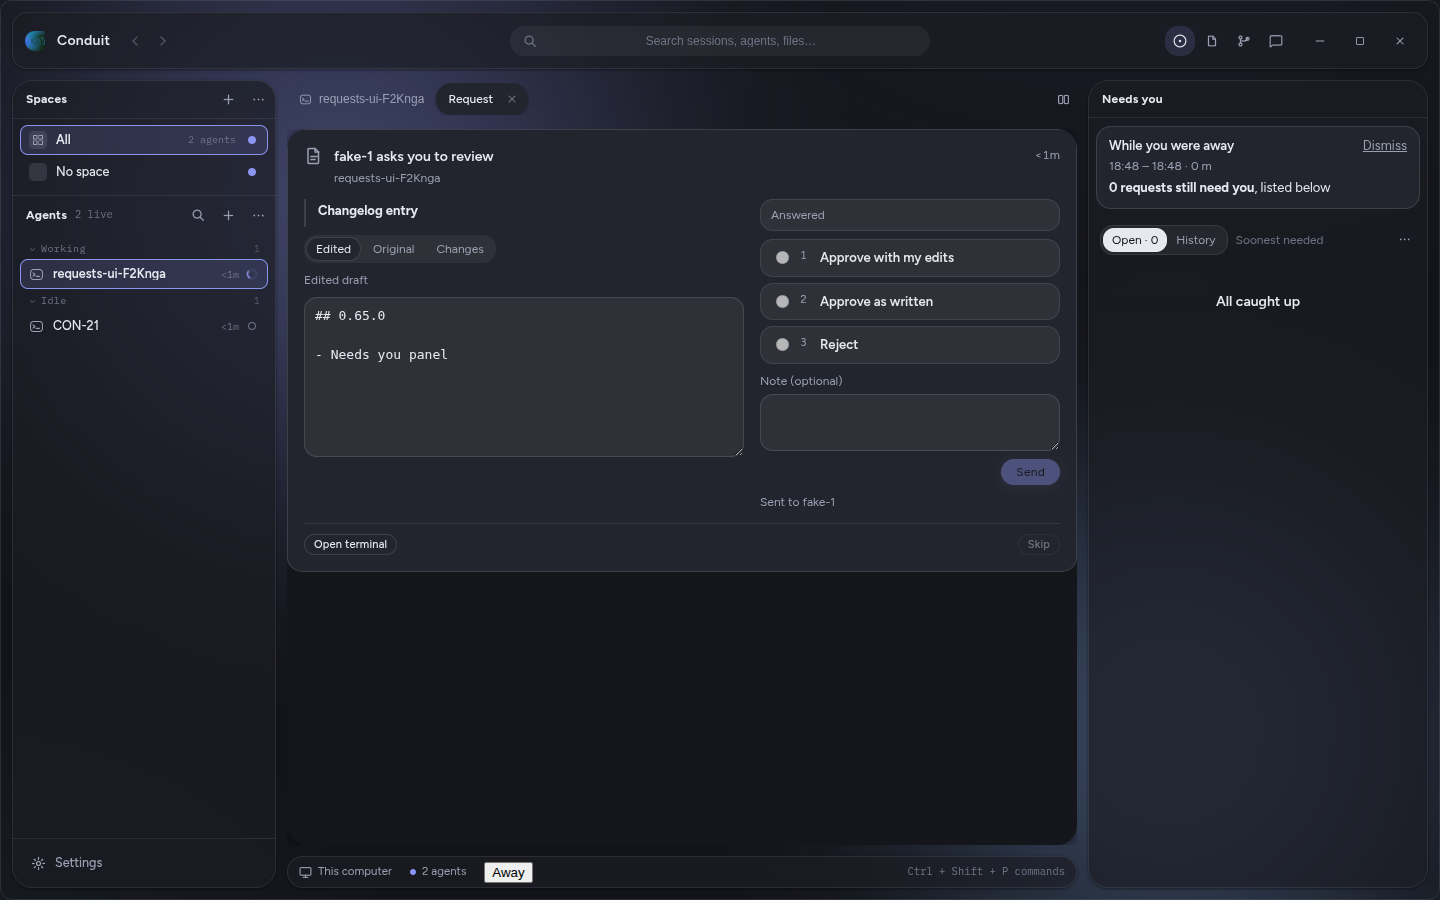 Conduit
Search sessions, agents, files…
Spaces
All
2 agents
No space
Agents 2 live
Working 1
requests-ui-F2Knga <1m
Idle 1
CON-21 <1m
Settings
requests-ui-F2Knga
Request
fake-1 asks you to review
<1m
requests-ui-F2Knga
Changelog entry
Edited Original Changes
Edited draft
## 0.65.0
- Needs you panel
Answered
1 Approve with my edits
2 Approve as written
3 Reject
Note (optional)
Send
Sent to fake-1
Open terminal
Skip
This computer
2 agents
Away
Ctrl + Shift + P commands
Needs you
While you were away
Dismiss
18:48 – 18:48 · 0 m
0 requests still need you, listed below
Open · 0 History Soonest needed
All caught up